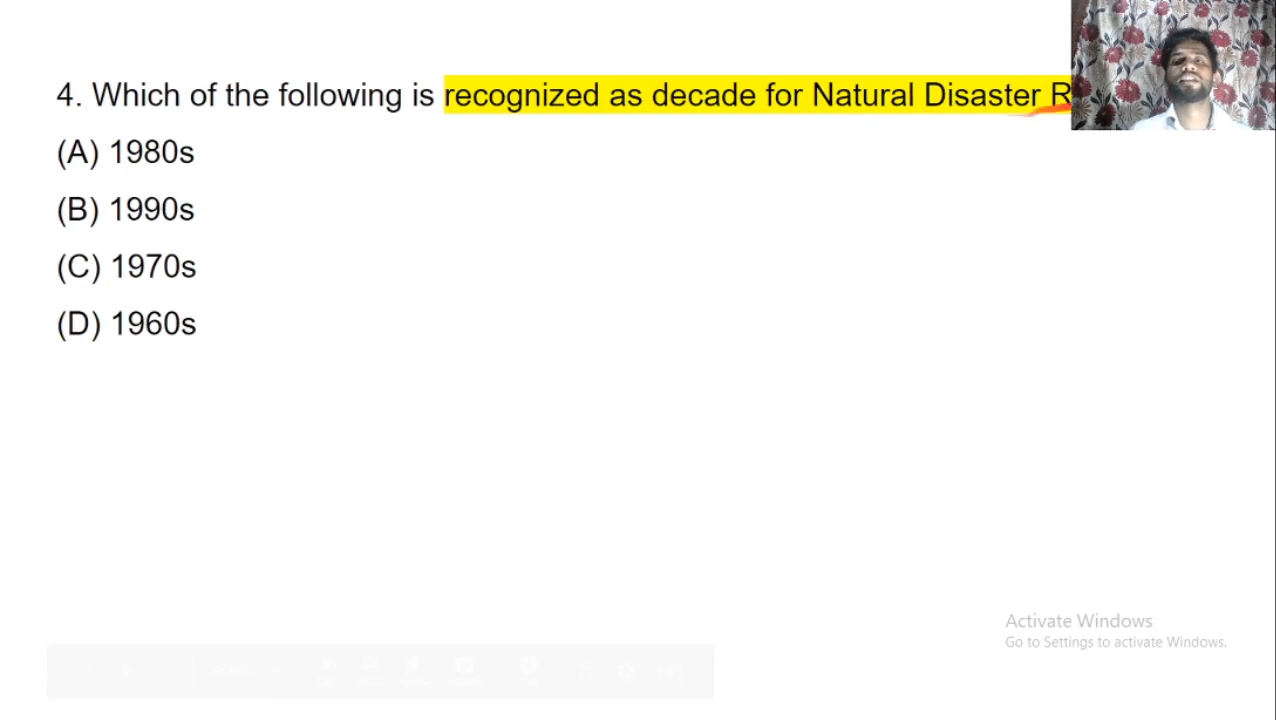 4. Which of the following is recognized as decade for Natural Disaster R
(A) 1980s
(B) 1990s
(C) 1970s
(D) 1960s
Activate Windows
Go to Settings to activate Windows.